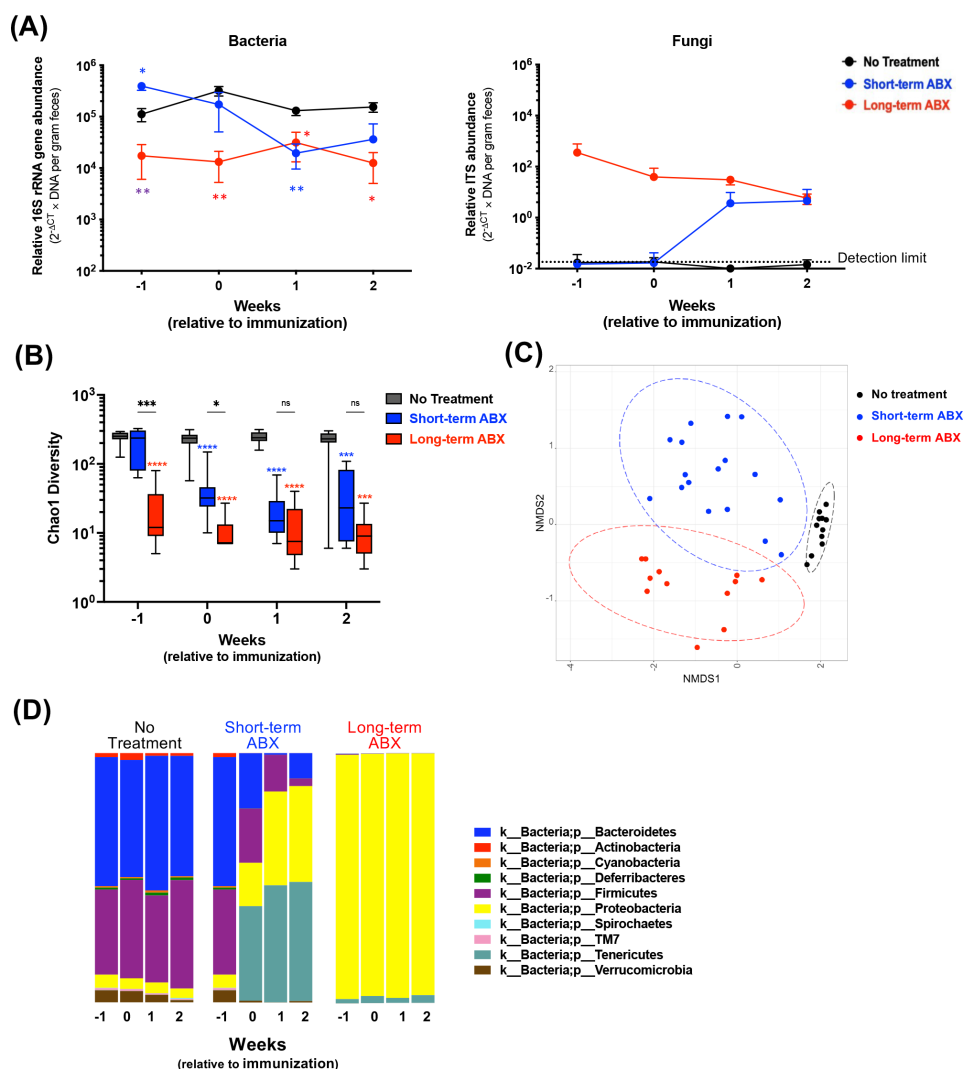 (A)
Bacteria
Relative 16S rRNA gene abundance
(2^-ΔCT × DNA per gram feces)
10^6
10^5
10^4
10^3
10^2
*
**
**
**
*
*
-1 0 1 2
Weeks
(relative to immunization)
Fungi
Relative ITS abundance
(2^-ΔCT × DNA per gram feces)
10^6
10^4
10^2
10^0
10^-2
Detection limit
-1 0 1 2
Weeks
(relative to immunization)
No Treatment
Short-term ABX
Long-term ABX
(B)
Chao1 Diversity
10^3
10^2
10^1
10^0
*** * ns ns
****
****
****
****
****
***
***
-1 0 1 2
Weeks
(relative to immunization)
No Treatment
Short-term ABX
Long-term ABX
(C)
NMDS2
2
1
0
-1
-4 -2 0 2
NMDS1
No treatment
Short-term ABX
Long-term ABX
(D)
No
Treatment
Short-term
ABX
Long-term
ABX
-1 0 1 2 -1 0 1 2 -1 0 1 2
Weeks
(relative to immunization)
k__Bacteria;p__Bacteroidetes
k__Bacteria;p__Actinobacteria
k__Bacteria;p__Cyanobacteria
k__Bacteria;p__Deferribacteres
k__Bacteria;p__Firmicutes
k__Bacteria;p__Proteobacteria
k__Bacteria;p__Spirochaetes
k__Bacteria;p__TM7
k__Bacteria;p__Tenericutes
k__Bacteria;p__Verrucomicrobia